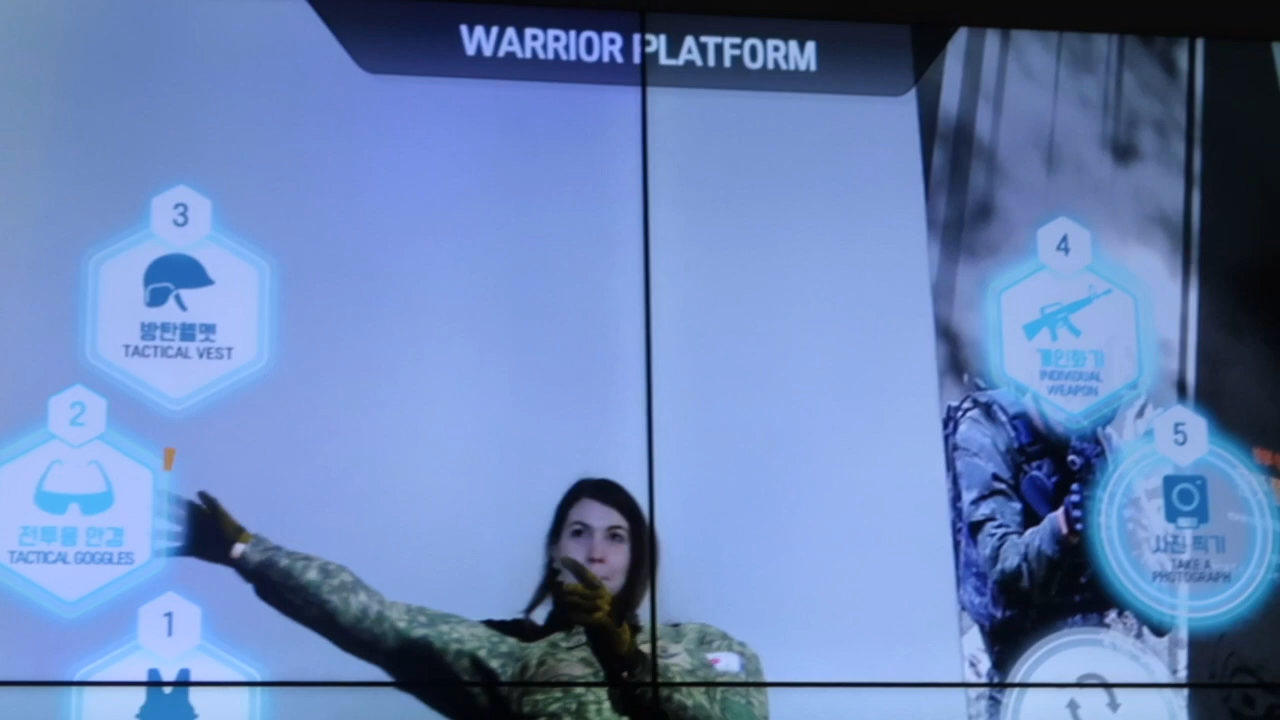 WARRIOR PLATFORM
3
방탄헬멧
TACTICAL VEST
4
개인화기
INDIVIDUAL
WEAPON
2
전투용 안경
TACTICAL GOGGLES
5
사진 찍기
TAKE A
PHOTOGRAPH
1